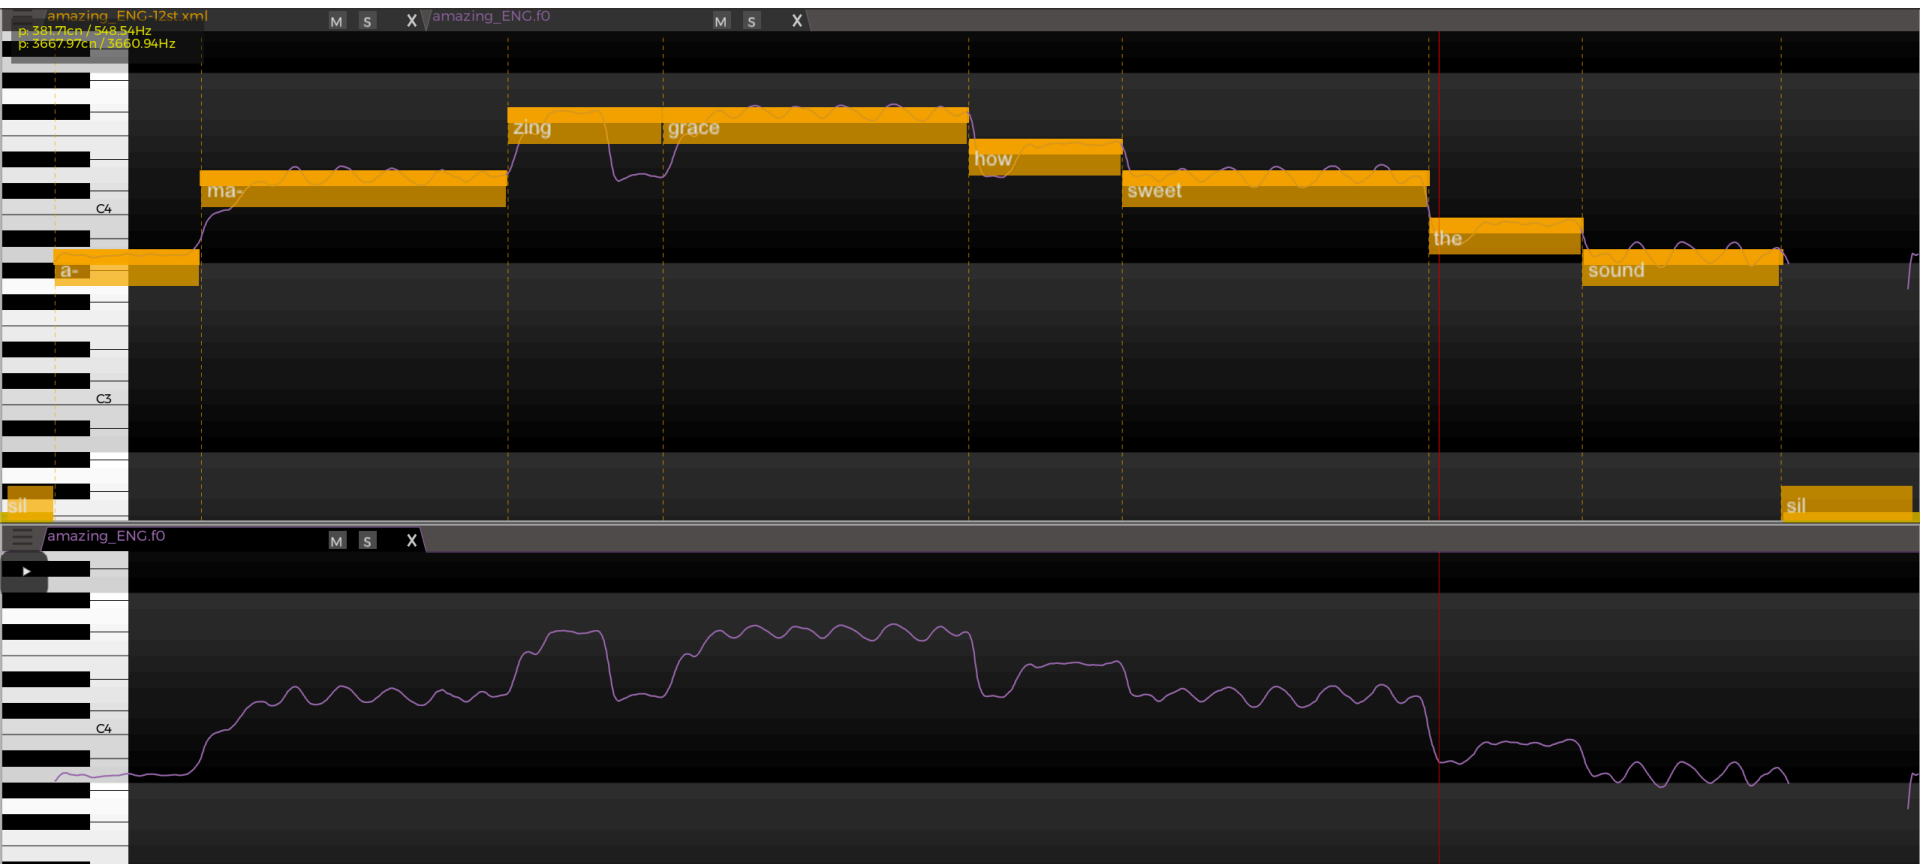 amazing_ENG-12st.xml M S X amazing_ENG.f0 M S X
p: 381.71cn / 548.54Hz
p: 3667.97cn / 3660.94Hz
zing grace
how
ma- sweet
C4
the
a- sound
C3
sil sil
amazing_ENG.f0 M S X
C4